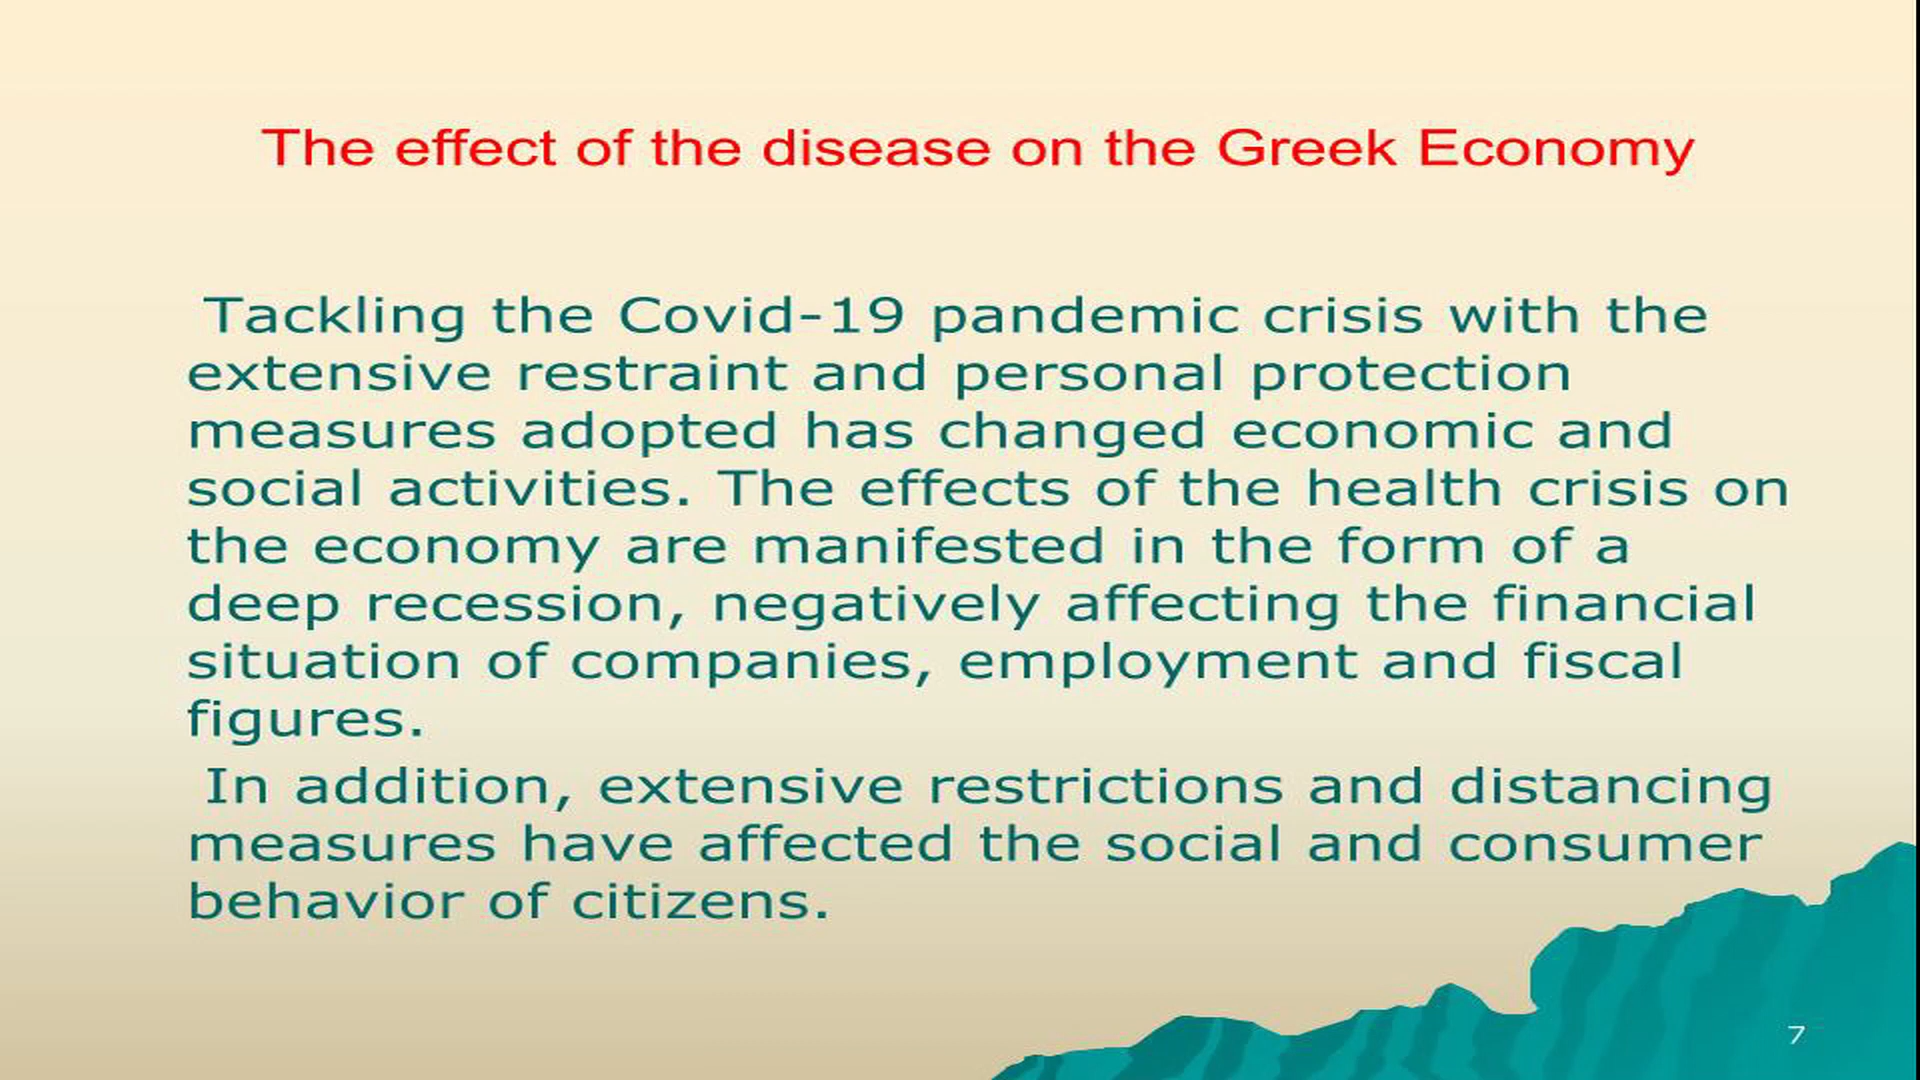 The effect of the disease on the Greek Economy
Tackling the Covid-19 pandemic crisis with the
extensive restraint and personal protection
measures adopted has changed economic and
social activities. The effects of the health crisis on
the economy are manifested in the form of a
deep recession, negatively affecting the financial
situation of companies, employment and fiscal
figures.
In addition, extensive restrictions and distancing
measures have affected the social and consumer
behavior of citizens.
7